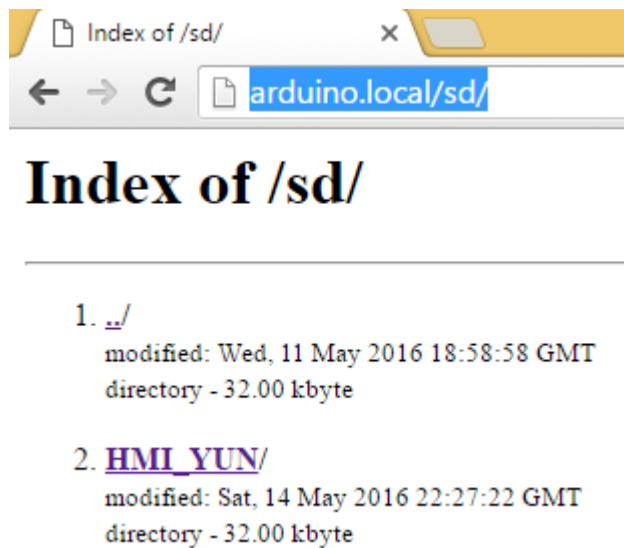 Index of /sd/
arduino.local/sd/
Index of /sd/
1. ../
modified: Wed, 11 May 2016 18:58:58 GMT
directory - 32.00 kbyte
2. HMI_YUN/
modified: Sat, 14 May 2016 22:27:22 GMT
directory - 32.00 kbyte